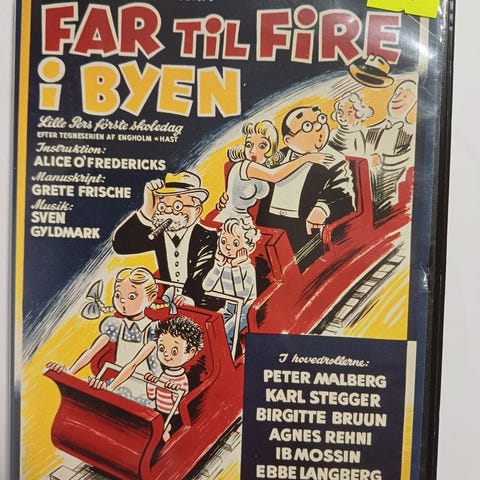 FAR TIL FIRE
i BYEN
Lille Pers förste skoledag
EFTER TEGNESERIEN AF ENGHOLM * HAST
Instruktion:
ALICE O'FREDERICKS
Manuskript:
GRETE FRISCHE
Musik:
SVEN
GYLDMARK
I hovedrollerne:
PETER MALBERG
KARL STEGGER
BIRGITTE BRUUN
AGNES REHNI
IB MOSSIN
EBBE LANGBERG